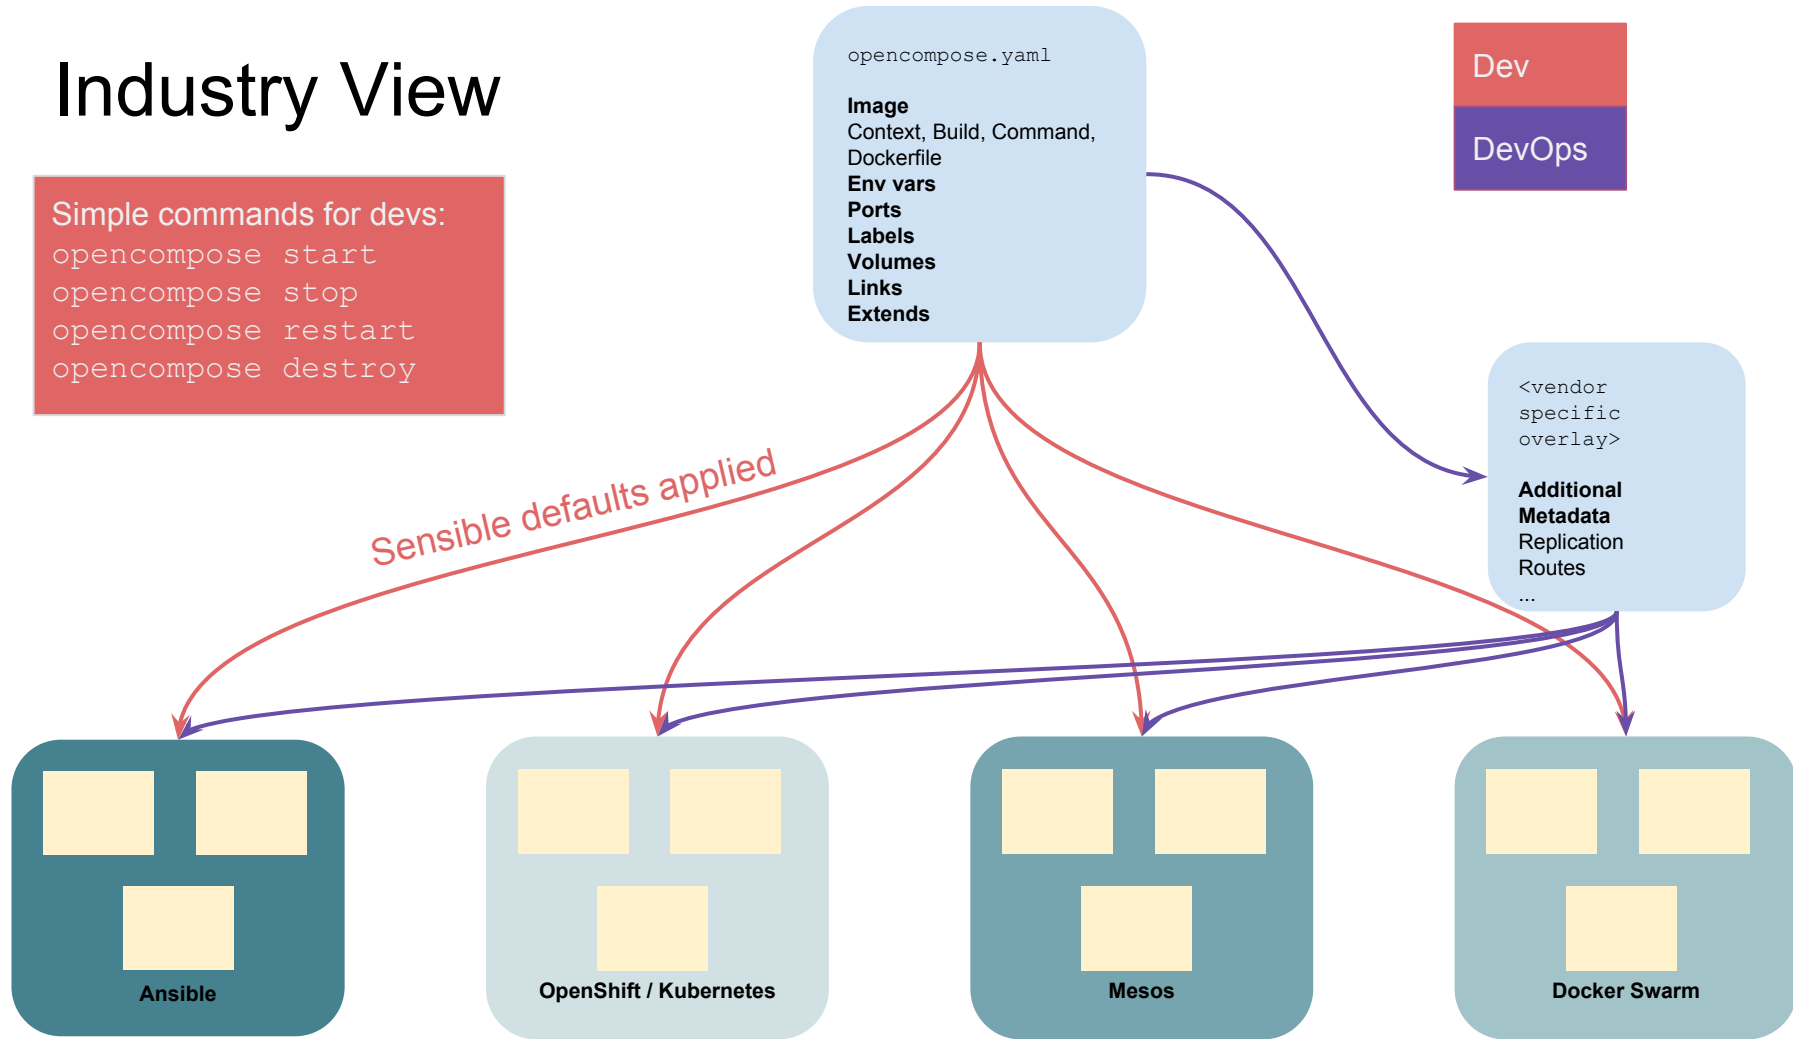 Industry View
Simple commands for devs:
opencompose start
opencompose stop
opencompose restart
opencompose destroy
opencompose.yaml
Image
Context, Build, Command,
Dockerfile
Env vars
Ports
Labels
Volumes
Links
Extends
Dev
DevOps
<vendor
specific
overlay>
Additional
Metadata
Replication
Routes
...
Sensible defaults applied
Ansible
OpenShift / Kubernetes
Mesos
Docker Swarm